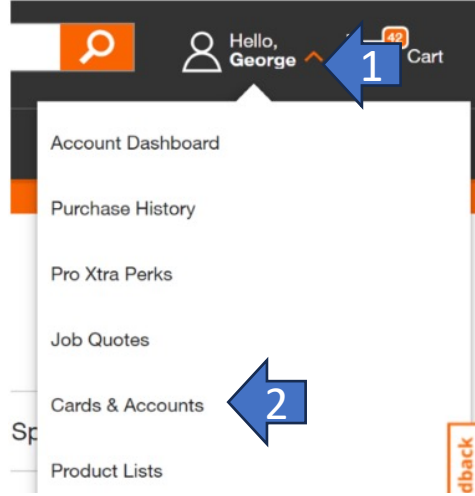 Hello,
George
1
42
Cart
Account Dashboard
Purchase History
Pro Xtra Perks
Job Quotes
Cards & Accounts
2
Sp
Product Lists
dback